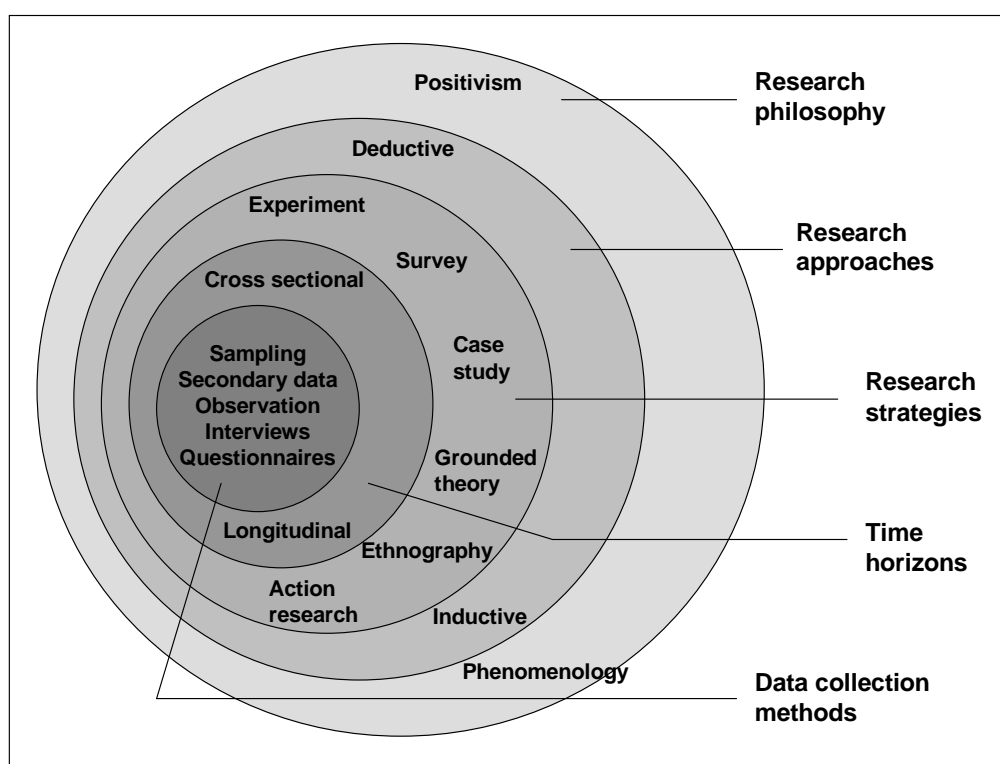 Positivism
Research
philosophy
Deductive
Experiment
Research
approaches
Survey
Cross sectional
Case
study
Sampling
Secondary data
Observation
Interviews
Questionnaires
Research
strategies
Grounded
theory
Longitudinal
Ethnography
Time
horizons
Action
research
Inductive
Phenomenology
Data collection
methods